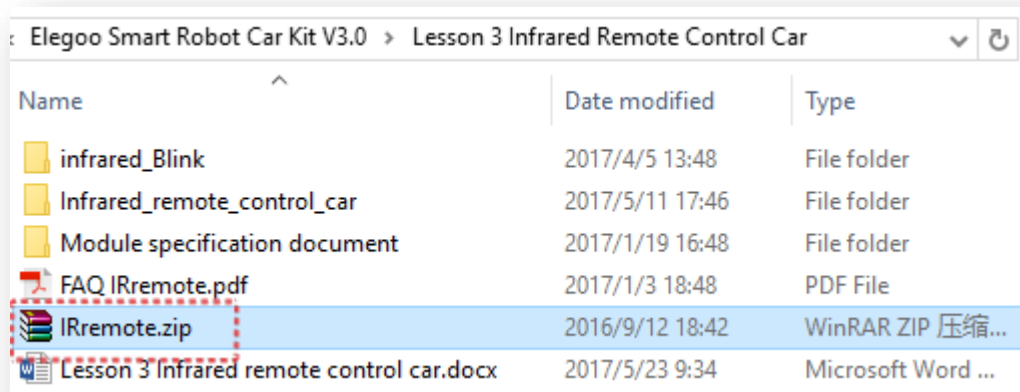 Elegoo Smart Robot Car Kit V3.0 > Lesson 3 Infrared Remote Control Car
Name Date modified Type
infrared_Blink 2017/4/5 13:48 File folder
Infrared_remote_control_car 2017/5/11 17:46 File folder
Module specification document 2017/1/19 16:48 File folder
FAQ IRremote.pdf 2017/1/3 18:48 PDF File
IRremote.zip 2016/9/12 18:42 WinRAR ZIP 压缩...
Lesson 3 Infrared remote control car.docx 2017/5/23 9:34 Microsoft Word ...